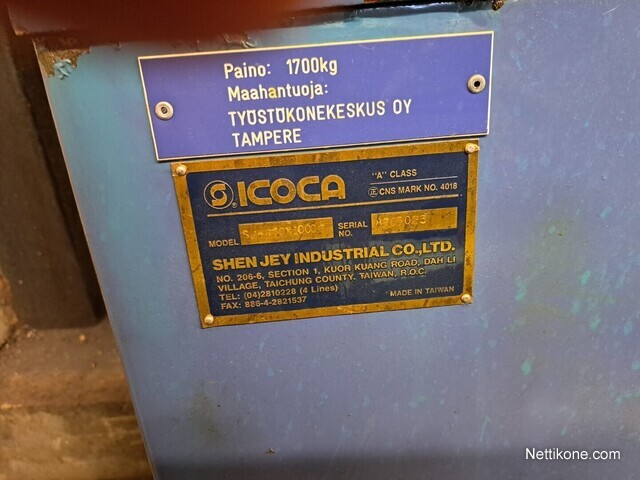 Paino: 1700kg
Maahantuoja:
TYÖSTÖKONEKESKUS OY
TAMPERE
"A" CLASS
ICOCA
正 CNS MARK NO. 4018
MODEL
SERIAL NO.
SHEN JEY INDUSTRIAL CO.,LTD.
NO. 206-6, SECTION 1, KUOR KUANG ROAD, DAH LI
VILLAGE, TAICHUNG COUNTY, TAIWAN, R.O.C.
TEL: (04)2810228 (4 Lines)
FAX: 886-4-2821537
MADE IN TAIWAN
Nettikone.com